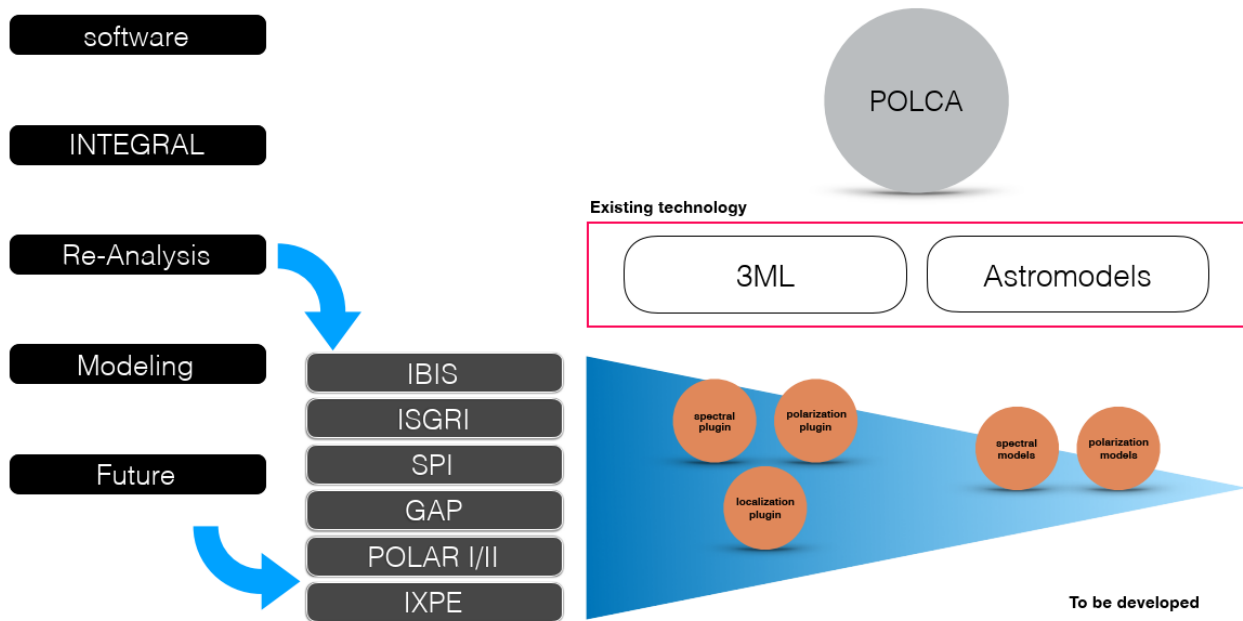 software
INTEGRAL
Re-Analysis
Modeling
Future
IBIS
ISGRI
SPI
GAP
POLAR I/II
IXPE
POLCA
Existing technology
3ML
Astromodels
spectral
plugin
polarization
plugin
localization
plugin
spectral
models
polarization
models
To be developed